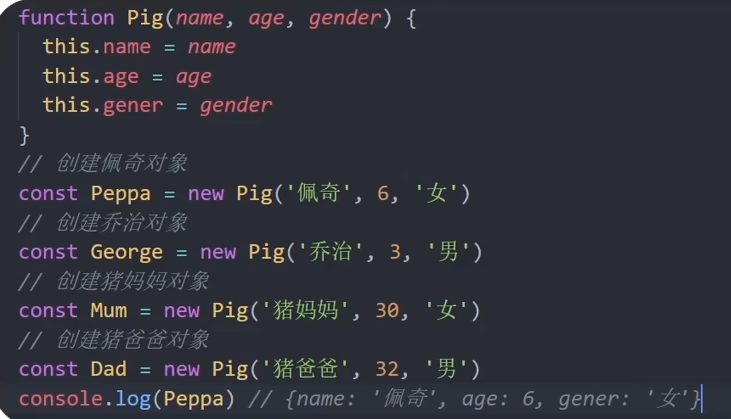 function Pig(name, age, gender) {
this.name = name
this.age = age
this.gener = gender
}
// 创建佩奇对象
const Peppa = new Pig('佩奇', 6, '女')
// 创建乔治对象
const George = new Pig('乔治', 3, '男')
// 创建猪妈妈对象
const Mum = new Pig('猪妈妈', 30, '女')
// 创建猪爸爸对象
const Dad = new Pig('猪爸爸', 32, '男')
console.log(Peppa) // {name: '佩奇', age: 6, gener: '女'}